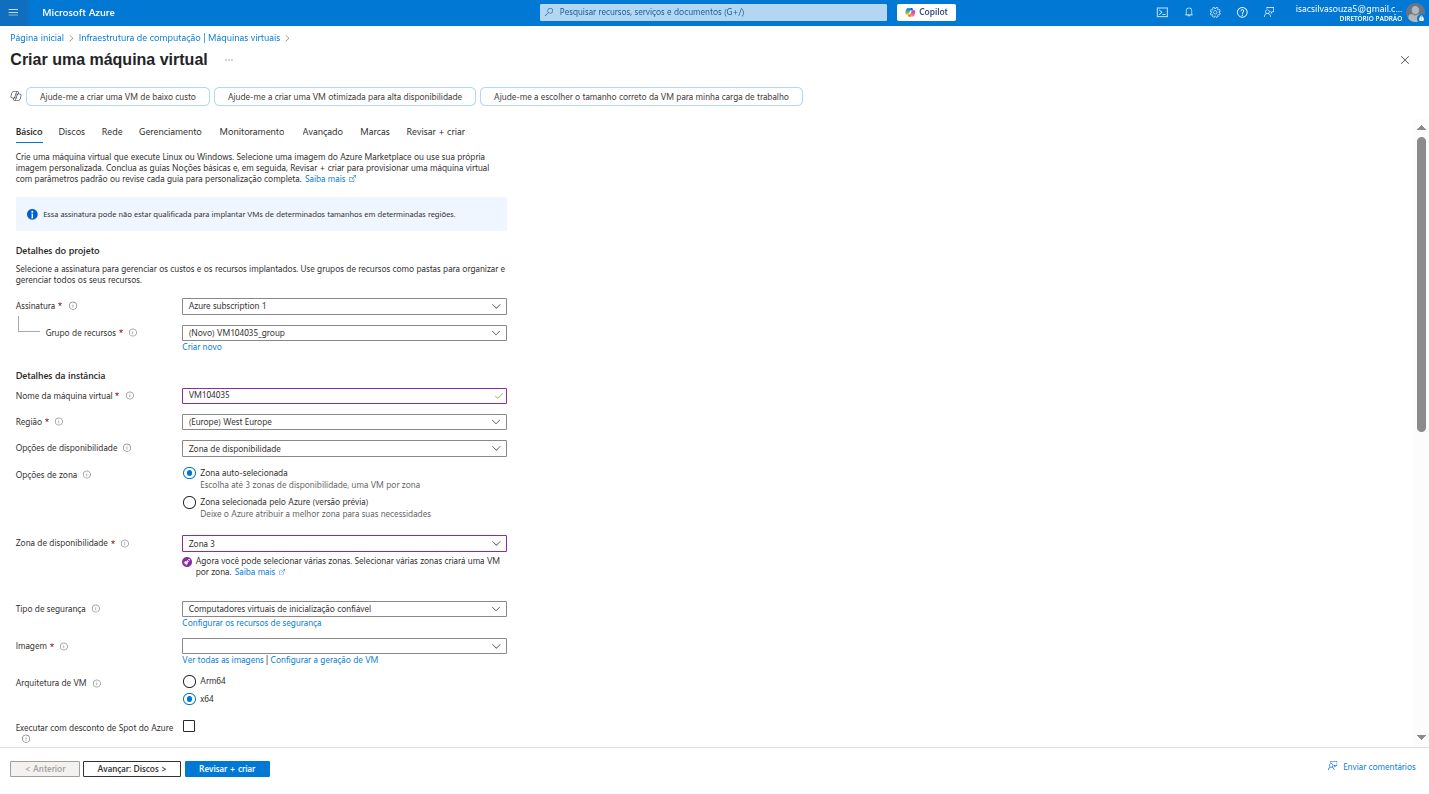 Microsoft Azure
Pesquisar recursos, serviços e documentos (G+/)
Copilot
isacsilvasouza5@gmail.c...
DIRETÓRIO PADRÃO
Página inicial > Infraestrutura de computação | Máquinas virtuais >
Criar uma máquina virtual ...
Ajude-me a criar uma VM de baixo custo
Ajude-me a criar uma VM otimizada para alta disponibilidade
Ajude-me a escolher o tamanho correto da VM para minha carga de trabalho
Básico Discos Rede Gerenciamento Monitoramento Avançado Marcas Revisar + criar
Crie uma máquina virtual que execute Linux ou Windows. Selecione uma imagem do Azure Marketplace ou use sua própria
imagem personalizada. Conclua as guias Noções básicas e, em seguida, Revisar + criar para provisionar uma máquina virtual
com parâmetros padrão ou revise cada guia para personalização completa. Saiba mais
Essa assinatura pode não estar qualificada para implantar VMs de determinados tamanhos em determinadas regiões.
Detalhes do projeto
Selecione a assinatura para gerenciar os custos e os recursos implantados. Use grupos de recursos como pastas para organizar e
gerenciar todos os seus recursos.
Assinatura *
Azure subscription 1
Grupo de recursos *
(Novo) VM104035_group
Criar novo
Detalhes da instância
Nome da máquina virtual *
VM104035
Região *
(Europe) West Europe
Opções de disponibilidade
Zona de disponibilidade
Opções de zona
Zona auto-selecionada
Escolha até 3 zonas de disponibilidade, uma VM por zona
Zona selecionada pelo Azure (versão prévia)
Deixe o Azure atribuir a melhor zona para suas necessidades
Zona de disponibilidade *
Zona 3
Agora você pode selecionar várias zonas. Selecionar várias zonas criará uma VM
por zona. Saiba mais
Tipo de segurança
Computadores virtuais de inicialização confiável
Configurar os recursos de segurança
Imagem *
Ver todas as imagens | Configurar a geração de VM
Arquitetura de VM
Arm64
x64
Executar com desconto de Spot do Azure
< Anterior
Avançar: Discos >
Revisar + criar
Enviar comentários